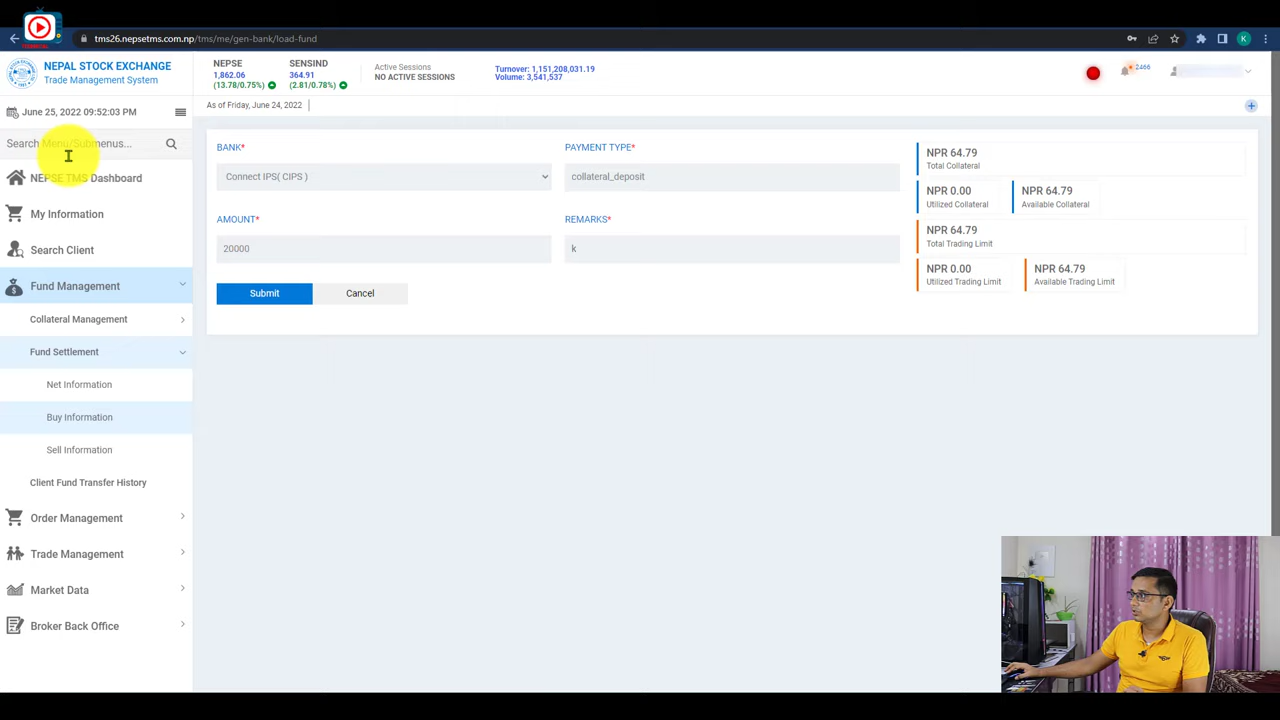 tms26.nepsetms.com.np/tms/me/gen-bank/load-fund
K
NEPAL STOCK EXCHANGE
Trade Management System
NEPSE
1,862.06
(13.78/0.75%)
SENSIND
364.91
(2.81/0.78%)
Active Sessions
NO ACTIVE SESSIONS
Turnover: 1,151,208,031.19
Volume: 3,541,537
2466
June 25, 2022 09:52:03 PM
As of Friday, June 24, 2022
Search Menu/Submenus...
NEPSE TMS Dashboard
My Information
Search Client
Fund Management
Collateral Management
Fund Settlement
Net Information
Buy Information
Sell Information
Client Fund Transfer History
Order Management
Trade Management
Market Data
Broker Back Office
BANK*
Connect IPS( CIPS )
PAYMENT TYPE*
collateral_deposit
AMOUNT*
20000
REMARKS*
k
Submit
Cancel
NPR 64.79
Total Collateral
NPR 0.00
Utilized Collateral
NPR 64.79
Available Collateral
NPR 64.79
Total Trading Limit
NPR 0.00
Utilized Trading Limit
NPR 64.79
Available Trading Limit